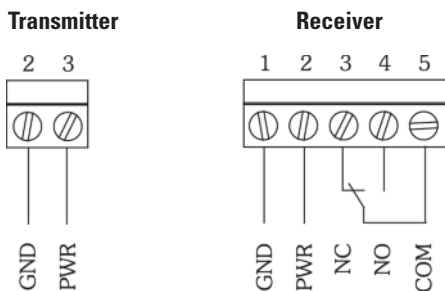 Transmitter
Receiver
2 3
1 2 3 4 5
GND PWR
GND PWR NC NO COM